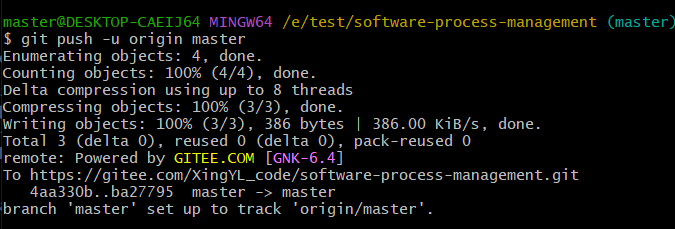 master@DESKTOP-CAEIJ64 MINGW64 /e/test/software-process-management (master)
$ git push -u origin master
Enumerating objects: 4, done.
Counting objects: 100% (4/4), done.
Delta compression using up to 8 threads
Compressing objects: 100% (3/3), done.
Writing objects: 100% (3/3), 386 bytes | 386.00 KiB/s, done.
Total 3 (delta 0), reused 0 (delta 0), pack-reused 0
remote: Powered by GITEE.COM [GNK-6.4]
To https://gitee.com/XingYL_code/software-process-management.git
   4aa330b..ba27795  master -> master
branch 'master' set up to track 'origin/master'.